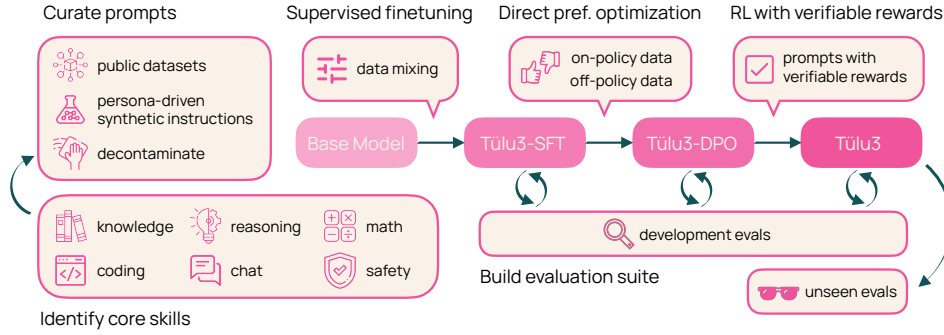 Curate prompts
public datasets
persona-driven
synthetic instructions
decontaminate
knowledge
reasoning
math
coding
chat
safety
Identify core skills
Supervised finetuning
data mixing
Direct pref. optimization
on-policy data
off-policy data
RL with verifiable rewards
prompts with
verifiable rewards
Base Model
Tülu3-SFT
Tülu3-DPO
Tülu3
development evals
Build evaluation suite
unseen evals